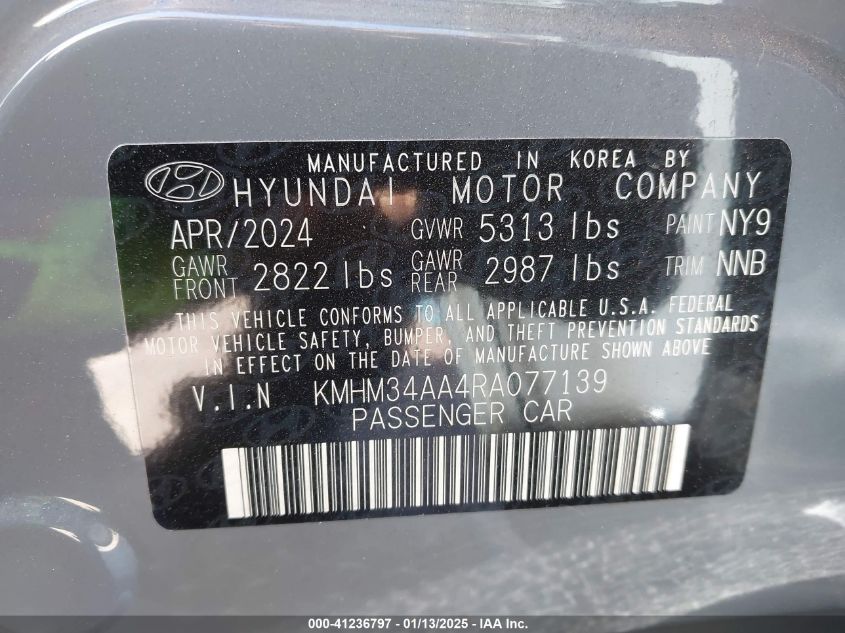 MANUFACTURED IN KOREA BY
HYUNDAI MOTOR COMPANY
APR/2024 GVWR 5313 lbs PAINT NY9
GAWR FRONT 2822 lbs GAWR REAR 2987 lbs TRIM NNB
THIS VEHICLE CONFORMS TO ALL APPLICABLE U.S.A. FEDERAL
MOTOR VEHICLE SAFETY, BUMPER, AND THEFT PREVENTION STANDARDS
IN EFFECT ON THE DATE OF MANUFACTURE SHOWN ABOVE
V.I.N KMHM34AA4RA077139
PASSENGER CAR
000-41236797 - 01/13/2025 - IAA Inc.